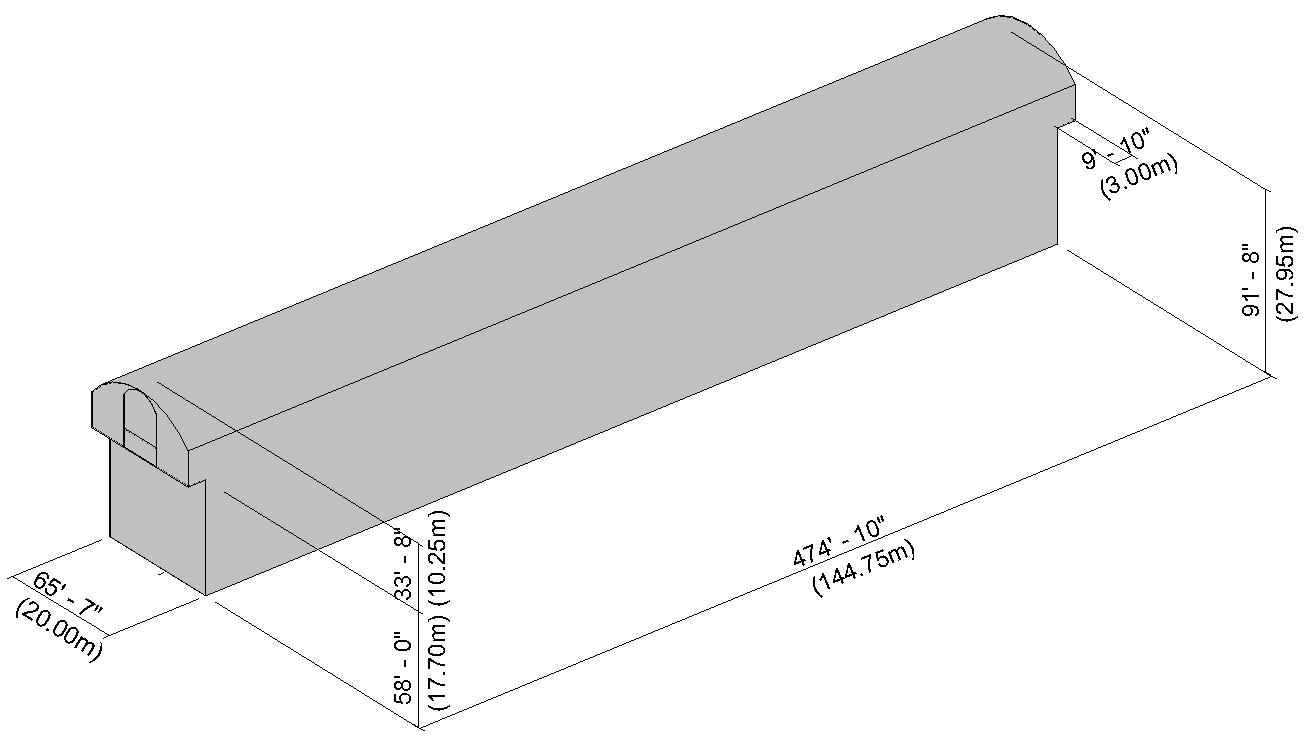 9' - 10"
(3.00m)
91' - 8"
(27.95m)
33' - 8"
(10.25m)
474' - 10"
(144.75m)
65' - 7"
(20.00m)
58' - 0"
(17.70m)